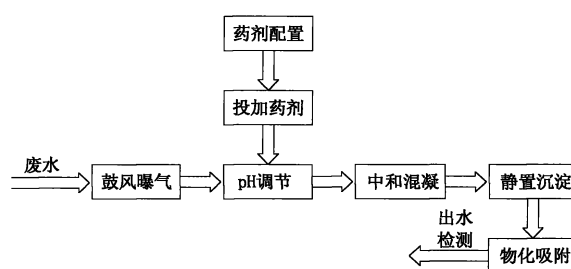 药剂配置
投加药剂
废水
鼓风曝气
pH调节
中和混凝
静置沉淀
出水
检测
物化吸附